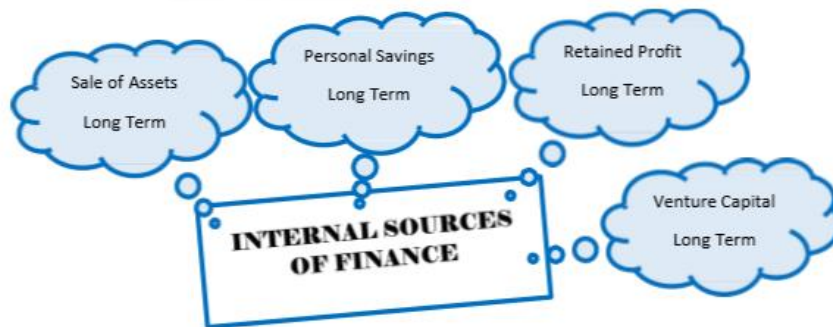 Sale of Assets
Long Term
Personal Savings
Long Term
Retained Profit
Long Term
Venture Capital
Long Term
INTERNAL SOURCES
OF FINANCE